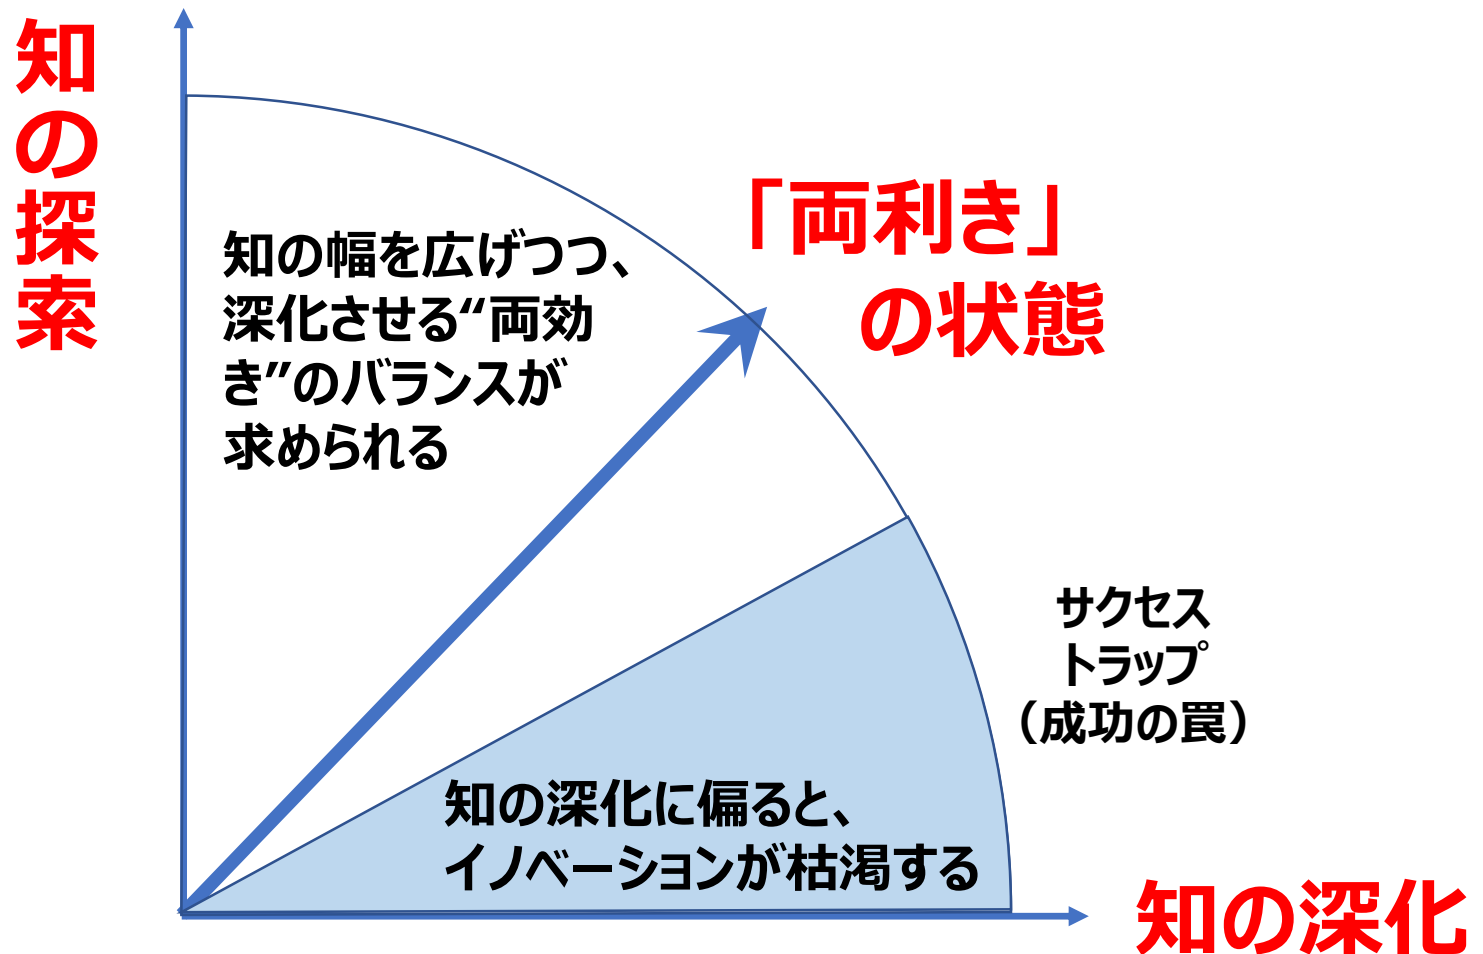 知の探索
「両利き」
の状態
知の幅を広げつつ、
深化させる“両効
き”のバランスが
求められる
サクセス
トラップ
（成功の罠）
知の深化に偏ると、
イノベーションが枯渇する
知の深化